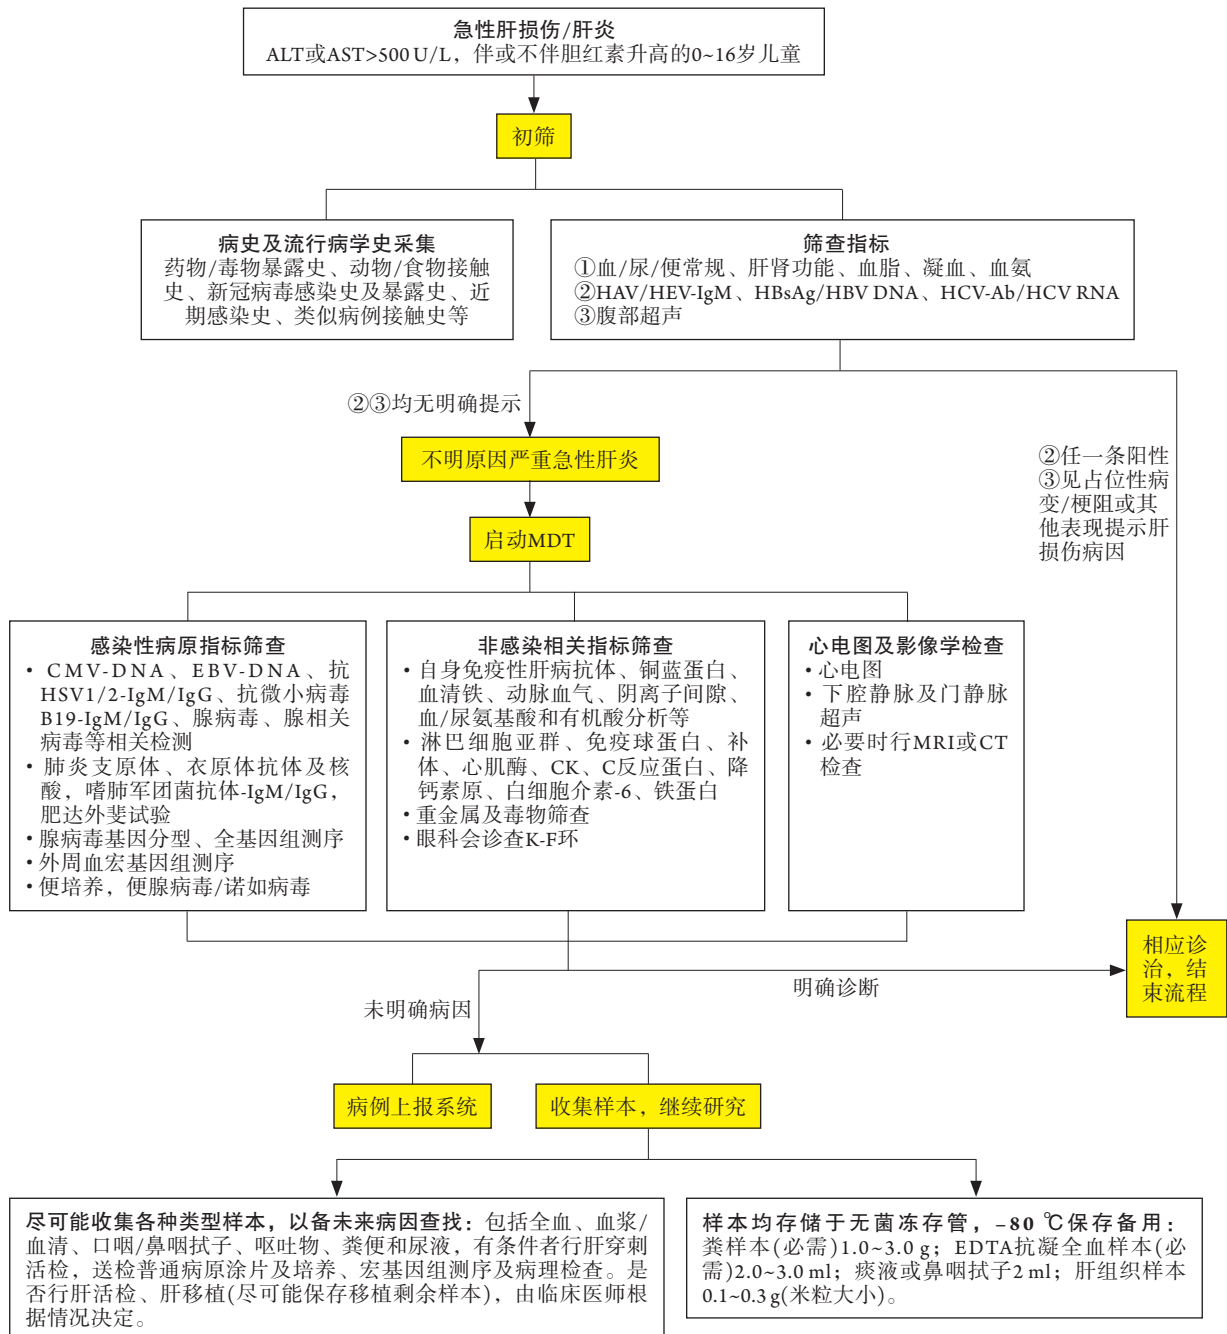 急性肝损伤/肝炎
ALT或AST>500 U/L，伴或不伴胆红素升高的0~16岁儿童
初筛
病史及流行病学史采集
药物/毒物暴露史、动物/食物接触
史、新冠病毒感染史及暴露史、近
期感染史、类似病例接触史等
筛查指标
①血/尿/便常规、肝肾功能、血脂、凝血、血氨
②HAV/HEV-IgM、HBsAg/HBV DNA、HCV-Ab/HCV RNA
③腹部超声
②③均无明确提示
不明原因严重急性肝炎
②任一条阳性
③见占位性病
变/梗阻或其
他表现提示肝
损伤病因
启动MDT
感染性病原指标筛查
• CMV-DNA、EBV-DNA、抗
HSV1/2-IgM/IgG、抗微小病毒
B19-IgM/IgG、腺病毒、腺相关
病毒等相关检测
• 肺炎支原体、衣原体抗体及核
酸，嗜肺军团菌抗体-IgM/IgG，
肥达外斐试验
• 腺病毒基因分型、全基因组测序
• 外周血宏基因组测序
• 便培养，便腺病毒/诺如病毒
非感染相关指标筛查
• 自身免疫性肝病抗体、铜蓝蛋白、
血清铁、动脉血气、阴离子间隙、
血/尿氨基酸和有机酸分析等
• 淋巴细胞亚群、免疫球蛋白、补
体、心肌酶、CK、C反应蛋白、降
钙素原、白细胞介素-6、铁蛋白
• 重金属及毒物筛查
• 眼科会诊查K-F环
心电图及影像学检查
• 心电图
• 下腔静脉及门静脉
超声
• 必要时行MRI或CT
检查
相应诊
治，结
束流程
明确诊断
未明确病因
病例上报系统
收集样本，继续研究
尽可能收集各种类型样本，以备未来病因查找：包括全血、血浆/
血清、口咽/鼻咽拭子、呕吐物、粪便和尿液，有条件者行肝穿刺
活检，送检普通病原涂片及培养、宏基因组测序及病理检查。是
否行肝活检、肝移植(尽可能保存移植剩余样本)，由临床医师根
据情况决定。
样本均存储于无菌冻存管，–80 ℃保存备用：
粪样本(必需)1.0~3.0 g；EDTA抗凝全血样本(必
需)2.0~3.0 ml；痰液或鼻咽拭子2 ml；肝组织样本
0.1~0.3 g(米粒大小)。